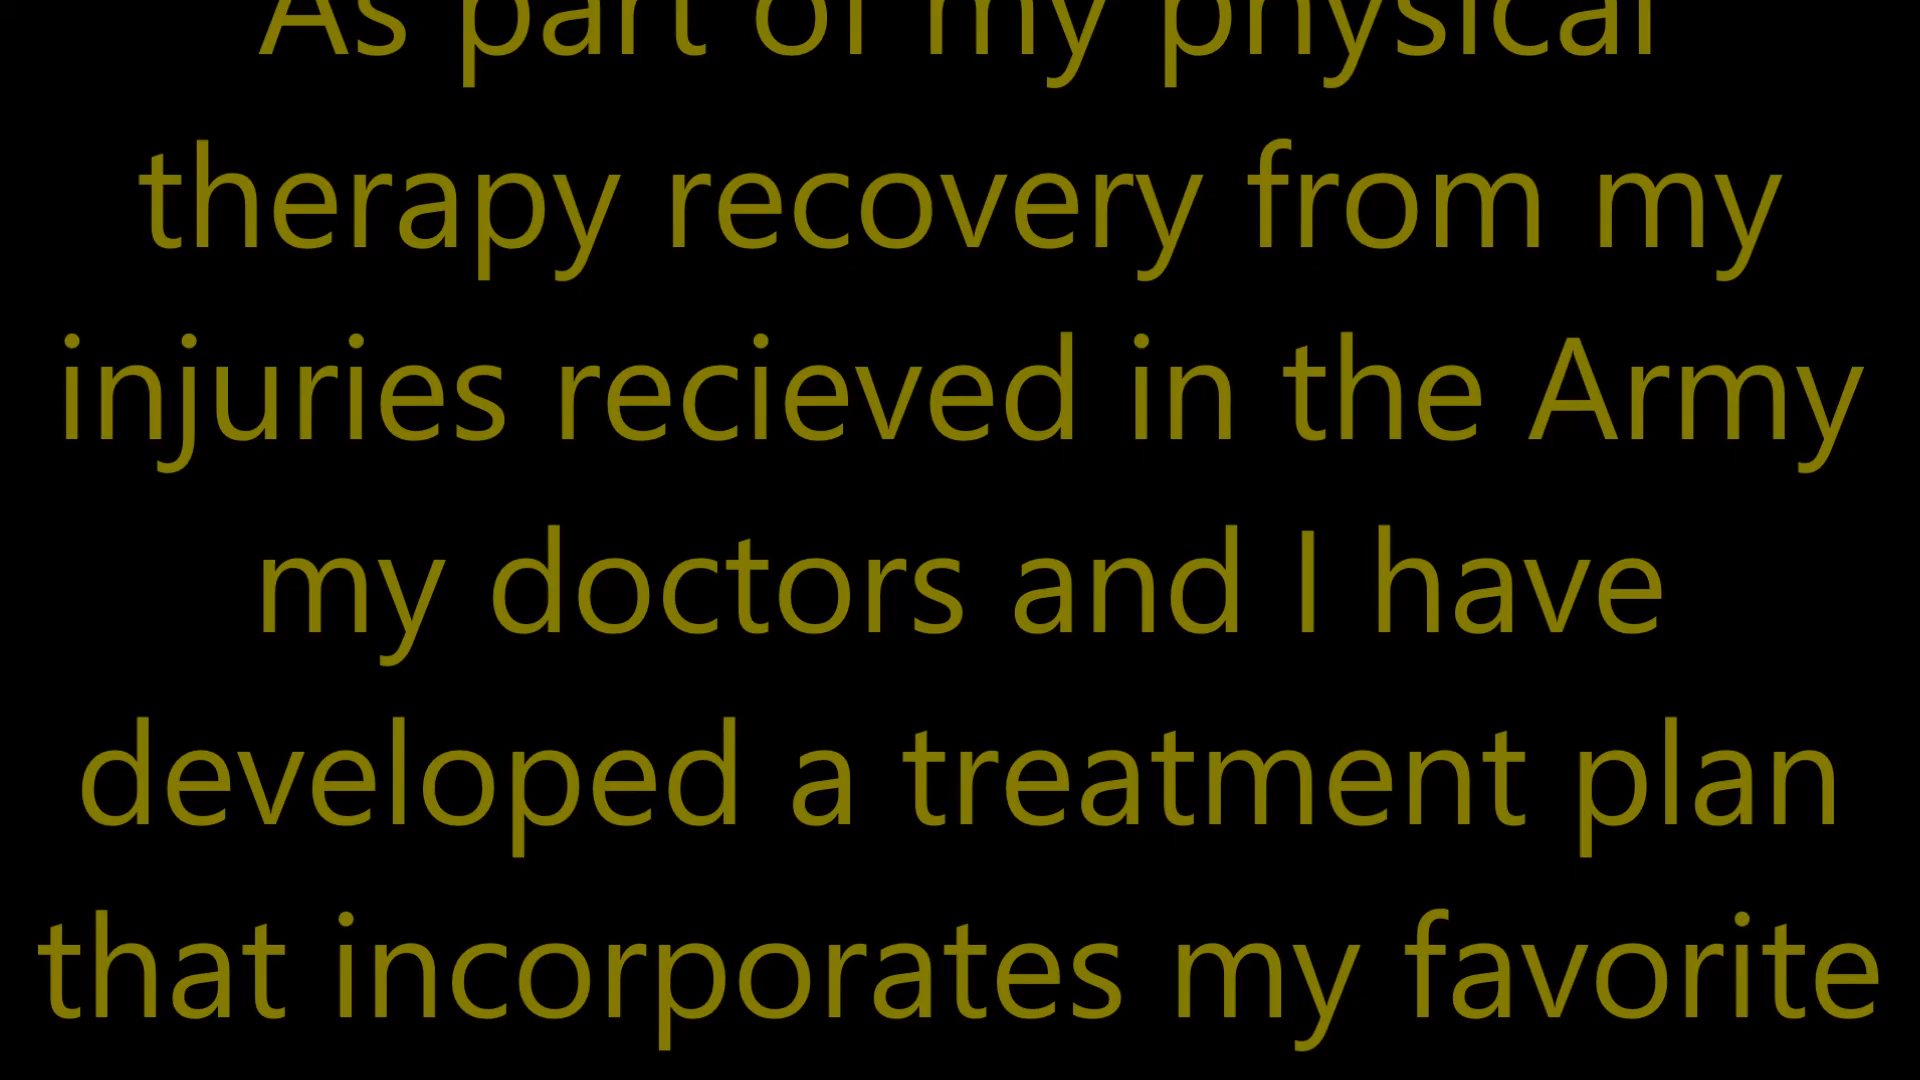 As part of my physical
therapy recovery from my
injuries recieved in the Army
my doctors and I have
developed a treatment plan
that incorporates my favorite